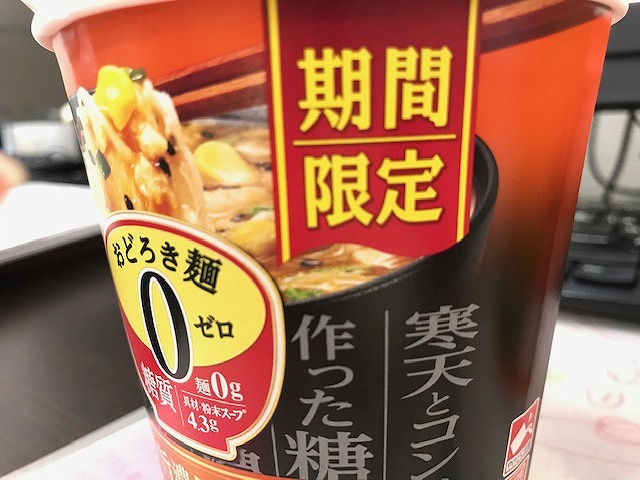 期間
限定
おどろき麺
0
ゼロ
糖質
麺0g
具材・粉末スープ
4.3g
寒天とコン
作った糖